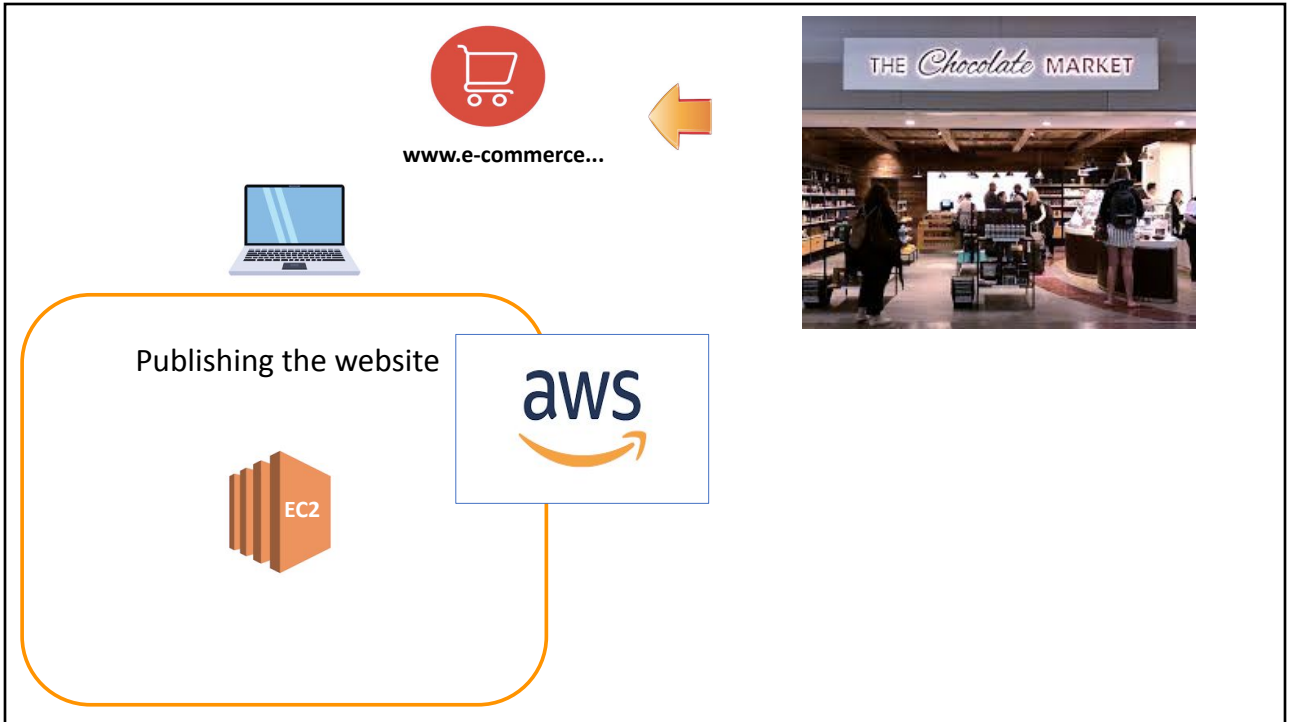 THE Chocolate MARKET
www.e-commerce...
Publishing the website
aws
EC2